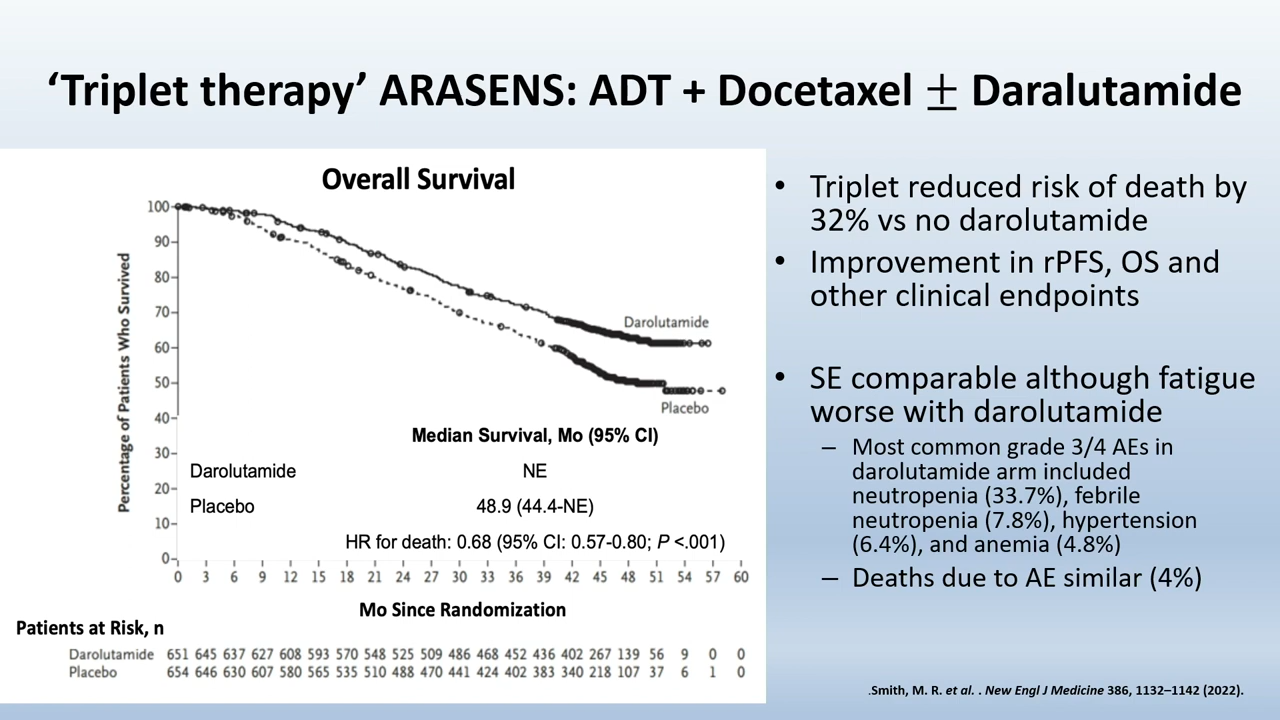 ‘Triplet therapy’ ARASENS: ADT + Docetaxel ± Daralutamide
Overall Survival
Percentage of Patients Who Survived
100
90
80
70
60
50
40
30
20
10
0
Darolutamide
Placebo
Median Survival, Mo (95% CI)
Darolutamide NE
Placebo 48.9 (44.4-NE)
HR for death: 0.68 (95% CI: 0.57-0.80; P <.001)
0 3 6 9 12 15 18 21 24 27 30 33 36 39 42 45 48 51 54 57 60
Mo Since Randomization
Patients at Risk, n
Darolutamide 651 645 637 627 608 593 570 548 525 509 486 468 452 436 402 267 139 56 9 0 0
Placebo 654 646 630 607 580 565 535 510 488 470 441 424 402 383 340 218 107 37 6 1 0
• Triplet reduced risk of death by
32% vs no darolutamide
• Improvement in rPFS, OS and
other clinical endpoints
• SE comparable although fatigue
worse with darolutamide
– Most common grade 3/4 AEs in
darolutamide arm included
neutropenia (33.7%), febrile
neutropenia (7.8%), hypertension
(6.4%), and anemia (4.8%)
– Deaths due to AE similar (4%)
.Smith, M. R. et al. . New Engl J Medicine 386, 1132–1142 (2022).